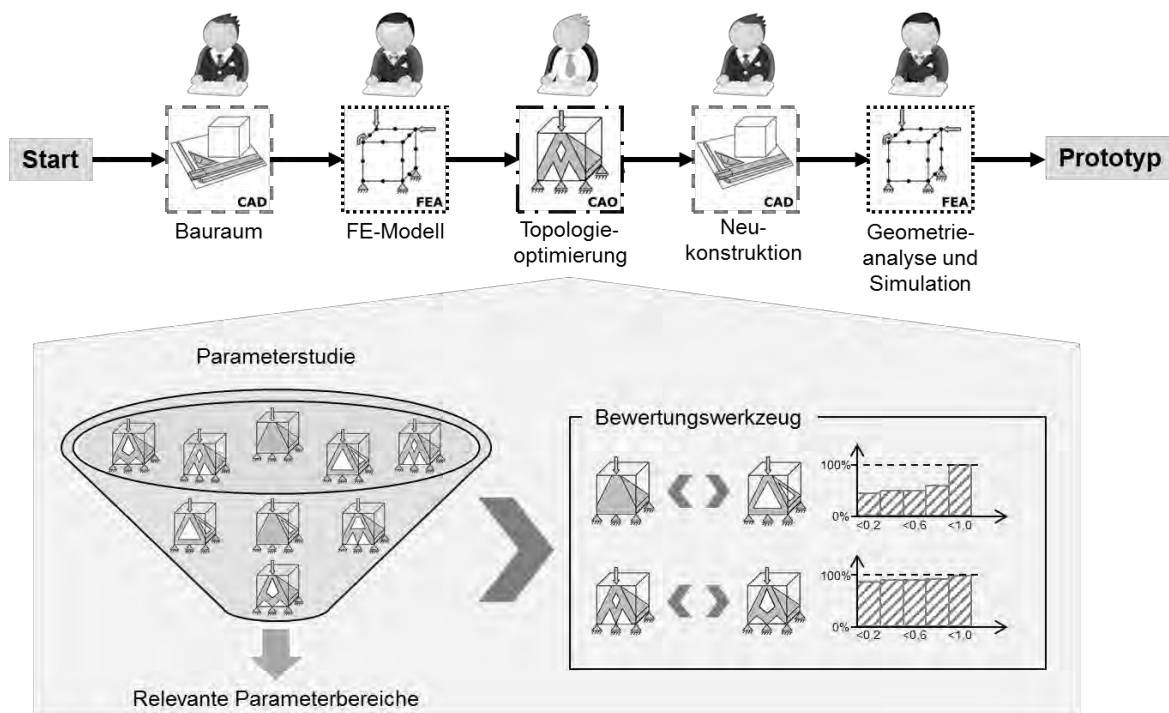 Start
CAD
FEA
CAO
CAD
FEA
Prototyp
Bauraum
FE-Modell
Topologie-
optimierung
Neu-
konstruktion
Geometrie-
analyse und
Simulation
Parameterstudie
Relevante Parameterbereiche
Bewertungswerkzeug
100%
0%
<0,2
<0,6
<1,0
100%
0%
<0,2
<0,6
<1,0